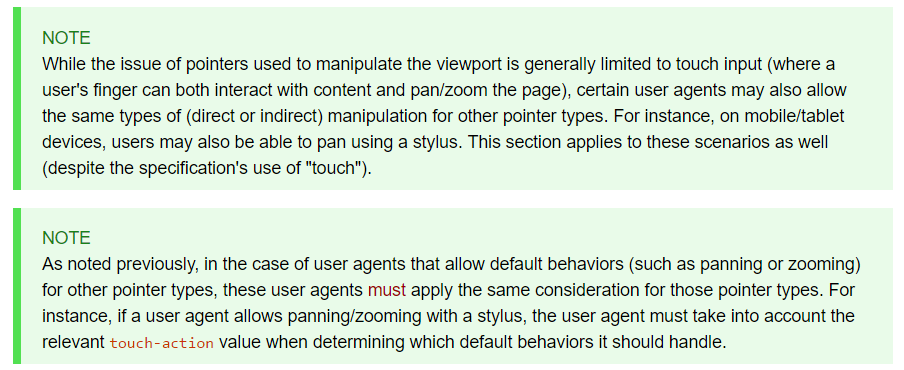 NOTE
While the issue of pointers used to manipulate the viewport is generally limited to touch input (where a
user's finger can both interact with content and pan/zoom the page), certain user agents may also allow
the same types of (direct or indirect) manipulation for other pointer types. For instance, on mobile/tablet
devices, users may also be able to pan using a stylus. This section applies to these scenarios as well
(despite the specification's use of "touch").
NOTE
As noted previously, in the case of user agents that allow default behaviors (such as panning or zooming)
for other pointer types, these user agents must apply the same consideration for those pointer types. For
instance, if a user agent allows panning/zooming with a stylus, the user agent must take into account the
relevant touch-action value when determining which default behaviors it should handle.